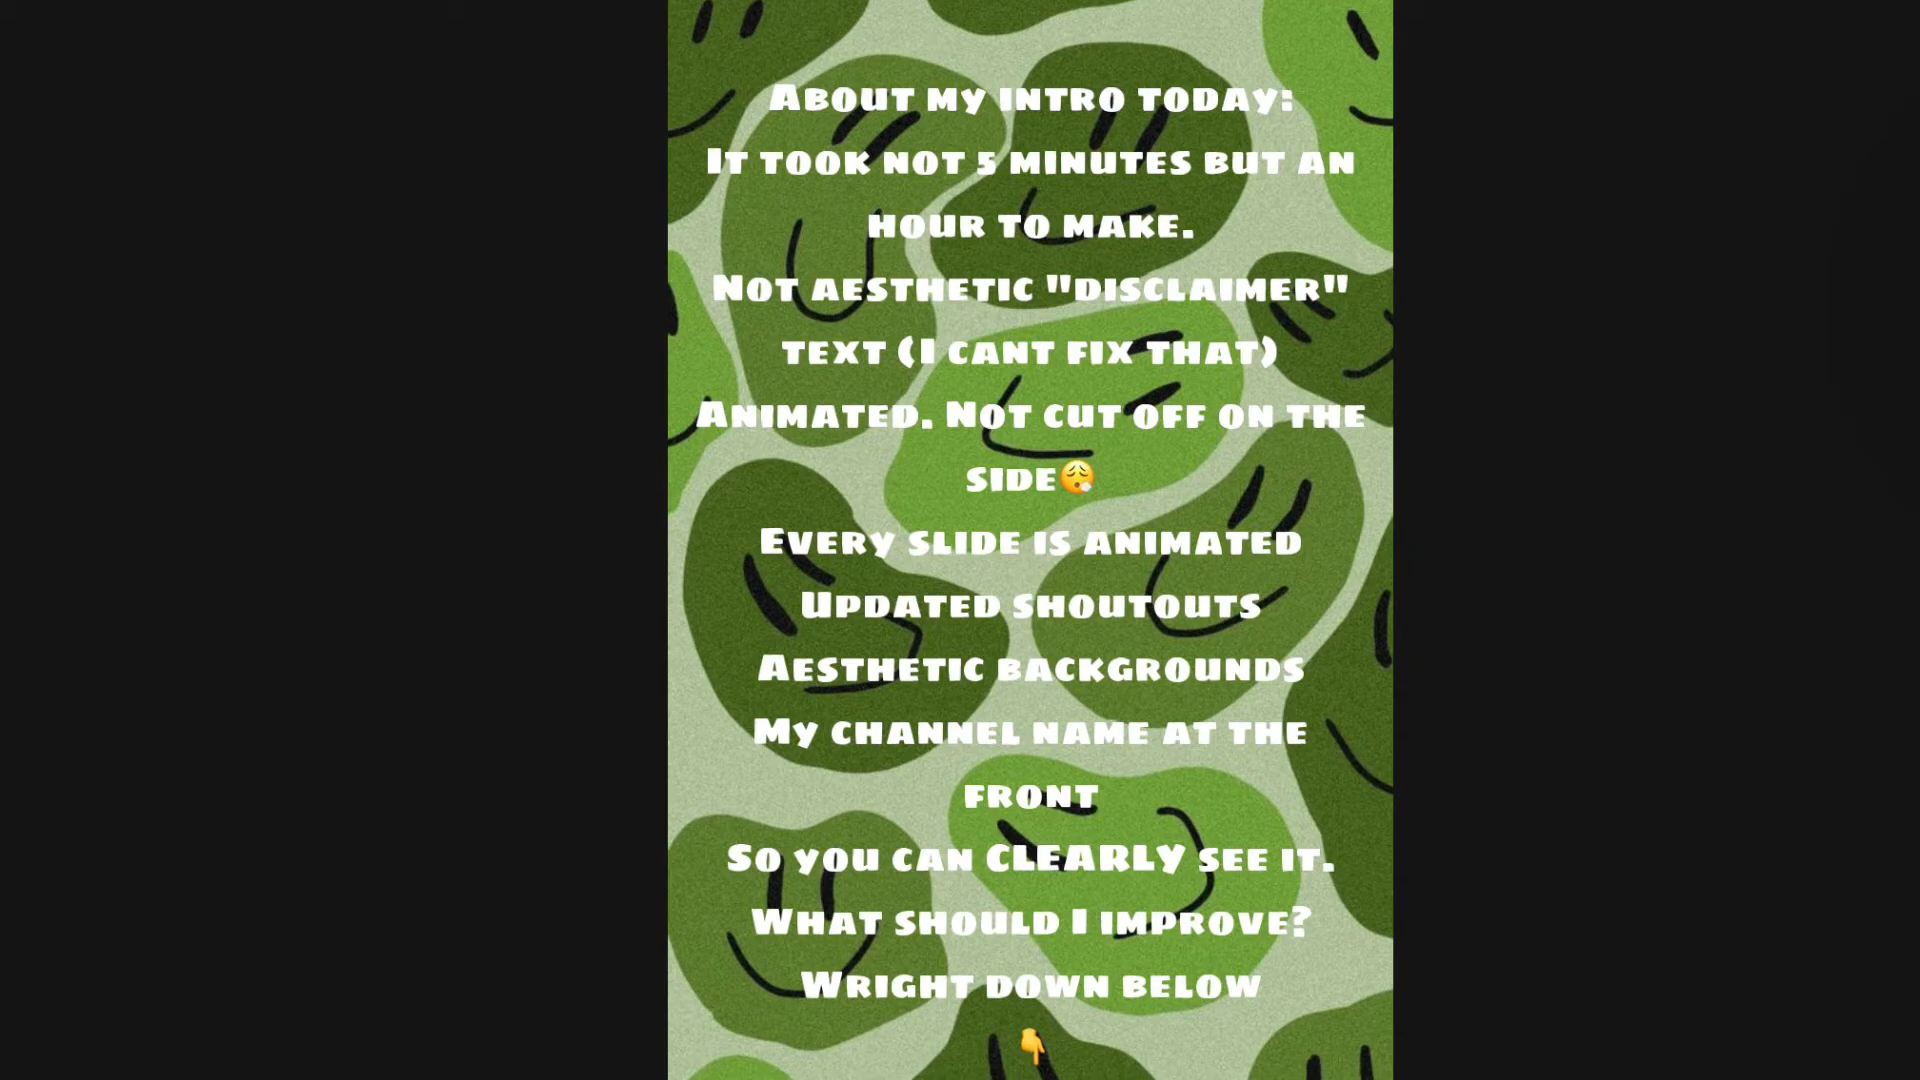 About my intro today:
It took not 5 minutes but an
hour to make.
Not aesthetic "disclaimer"
text (I cant fix that)
Animated. Not cut off on the
side😮‍💨
Every slide is animated
Updated shoutouts
Aesthetic backgrounds
My channel name at the
front
So you can CLEARLY see it.
What should I improve?
Wright down below
👇